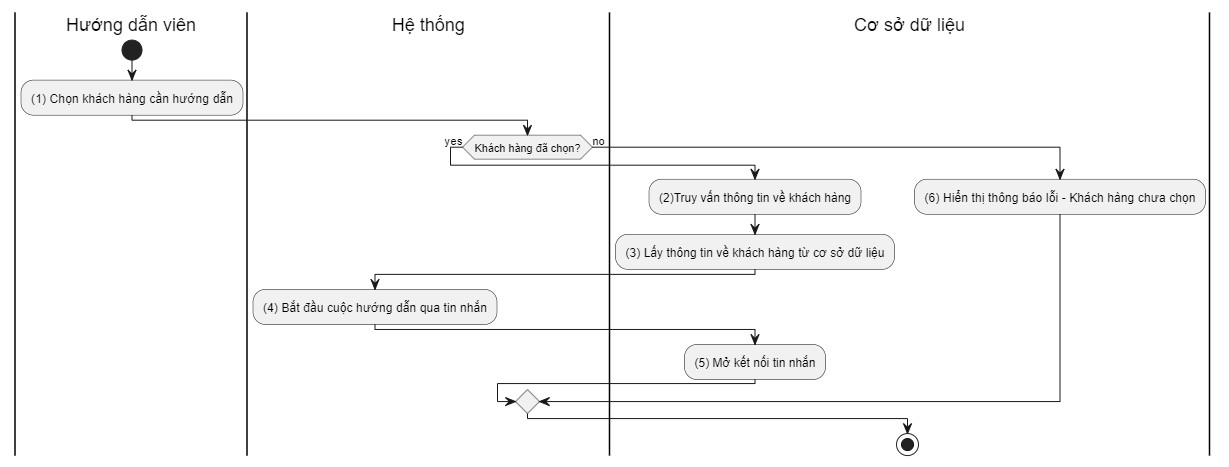 Hướng dẫn viên
Hệ thống
Cơ sở dữ liệu
(1) Chọn khách hàng cần hướng dẫn
yes
Khách hàng đã chọn?
no
(2)Truy vấn thông tin về khách hàng
(6) Hiển thị thông báo lỗi - Khách hàng chưa chọn
(3) Lấy thông tin về khách hàng từ cơ sở dữ liệu
(4) Bắt đầu cuộc hướng dẫn qua tin nhắn
(5) Mở kết nối tin nhắn